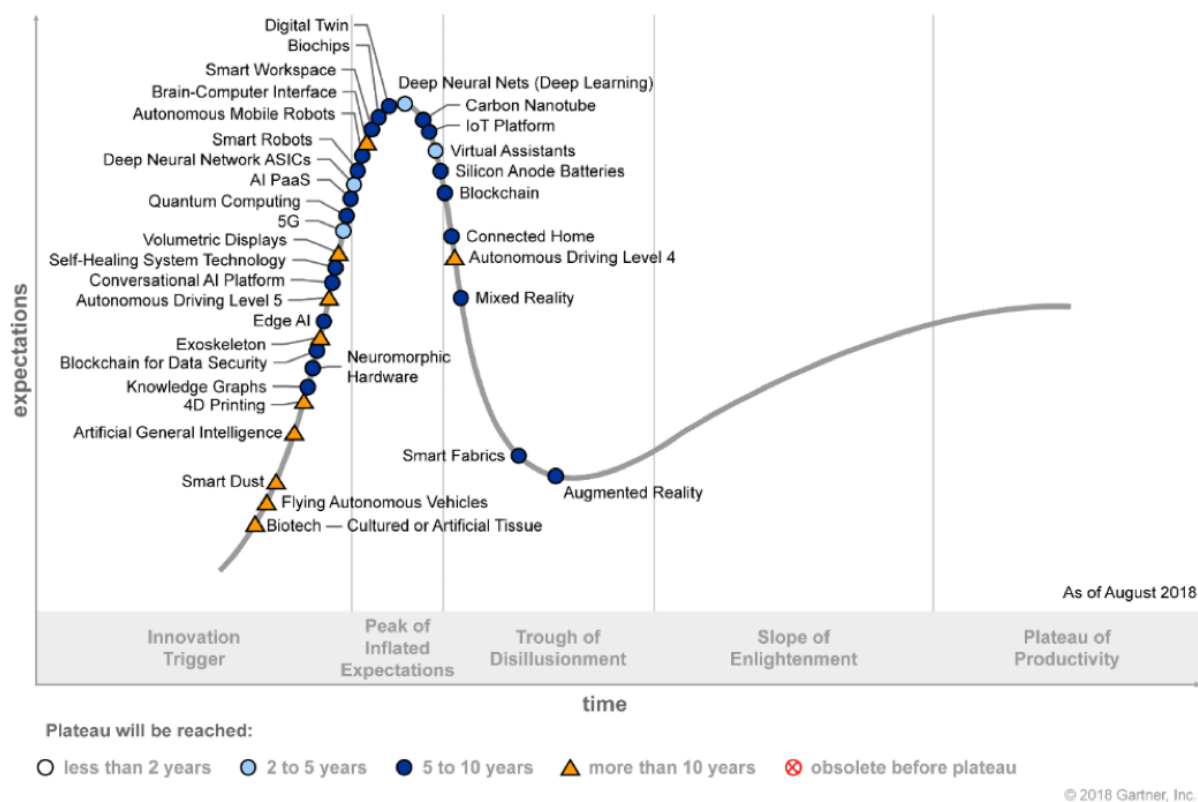 Digital Twin
Biochips
Smart Workspace
Brain-Computer Interface
Autonomous Mobile Robots
Smart Robots
Deep Neural Network ASICs
AI PaaS
Quantum Computing
5G
Volumetric Displays
Self-Healing System Technology
Conversational AI Platform
Autonomous Driving Level 5
Edge AI
Exoskeleton
Blockchain for Data Security
Neuromorphic
Hardware
Knowledge Graphs
4D Printing
Artificial General Intelligence
Smart Dust
Flying Autonomous Vehicles
Biotech — Cultured or Artificial Tissue
Deep Neural Nets (Deep Learning)
Carbon Nanotube
IoT Platform
Virtual Assistants
Silicon Anode Batteries
Blockchain
Connected Home
Autonomous Driving Level 4
Mixed Reality
Smart Fabrics
Augmented Reality
expectations
As of August 2018
Innovation
Trigger
Peak of
Inflated
Expectations
Trough of
Disillusionment
Slope of
Enlightenment
Plateau of
Productivity
time
Plateau will be reached:
less than 2 years
2 to 5 years
5 to 10 years
more than 10 years
obsolete before plateau
© 2018 Gartner, Inc.